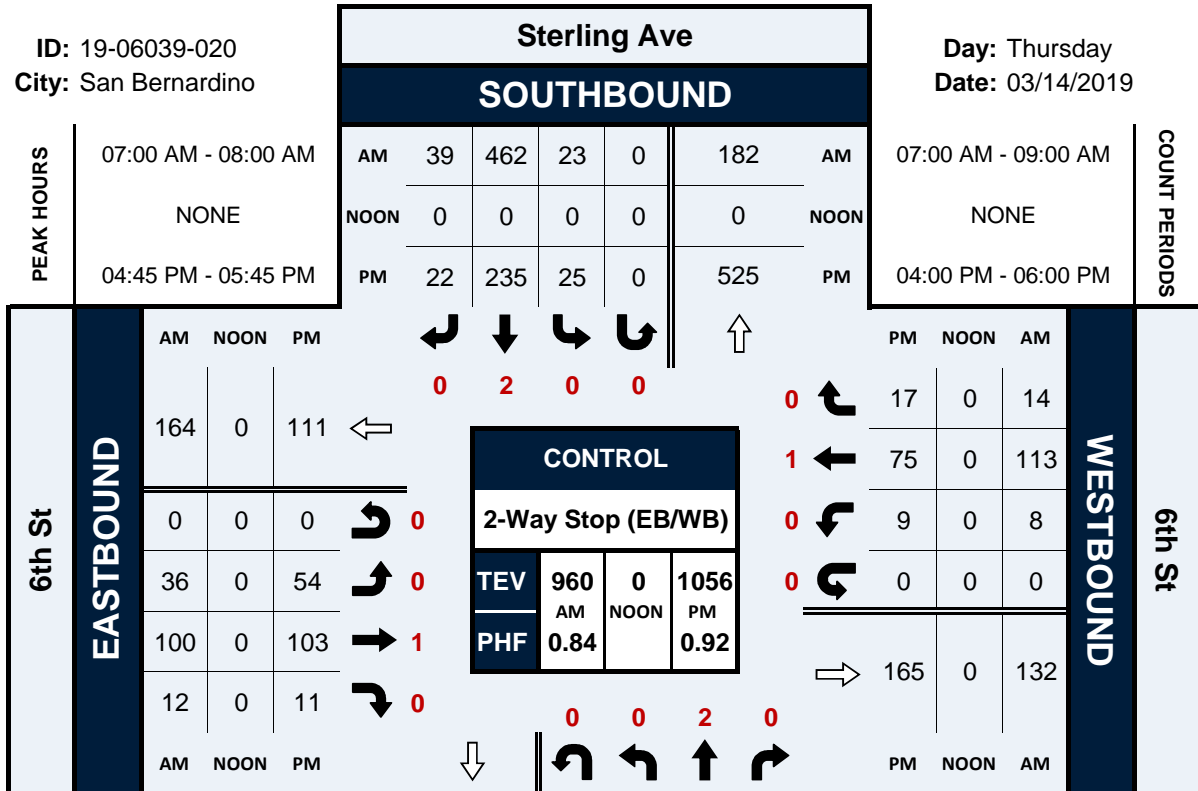 Sterling Ave
ID: 19-06039-020
City: San Bernardino
Day: Thursday
Date: 03/14/2019
SOUTHBOUND
PEAK HOURS
07:00 AM - 08:00 AM
NONE
04:45 PM - 05:45 PM
AM 39 462 23 0 182 AM
NOON 0 0 0 0 0 NOON
PM 22 235 25 0 525 PM
07:00 AM - 09:00 AM
NONE
04:00 PM - 06:00 PM
COUNT PERIODS
0 2 0 0
6th St
EASTBOUND
AM NOON PM
164 0 111
0 0 0 0
36 0 54 0
100 0 103 1
12 0 11 0
AM NOON PM
CONTROL
2-Way Stop (EB/WB)
TEV 960 0 1056
AM NOON PM
PHF 0.84 0.92
PM NOON AM
0 17 0 14
1 75 0 113
0 9 0 8
0 0 0 0
165 0 132
PM NOON AM
WESTBOUND
6th St
0 0 2 0